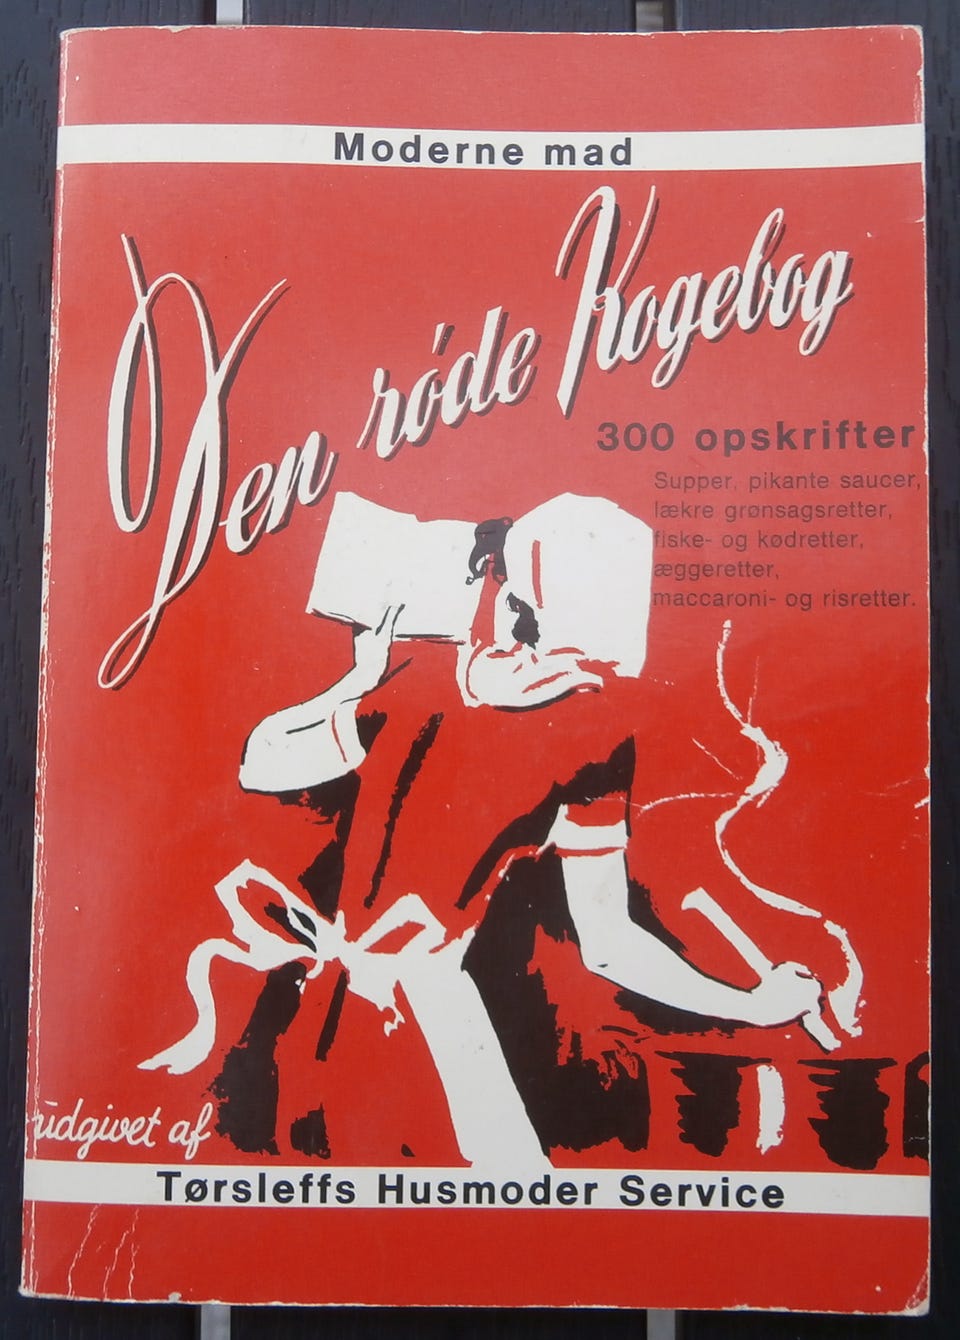 Moderne mad
Den røde Kogebog
300 opskrifter
Supper, pikante saucer,
lækre grønsagsretter,
fiske- og kødretter,
æggeretter,
maccaroni- og risretter.
udgivet af
Tørsleffs Husmoder Service